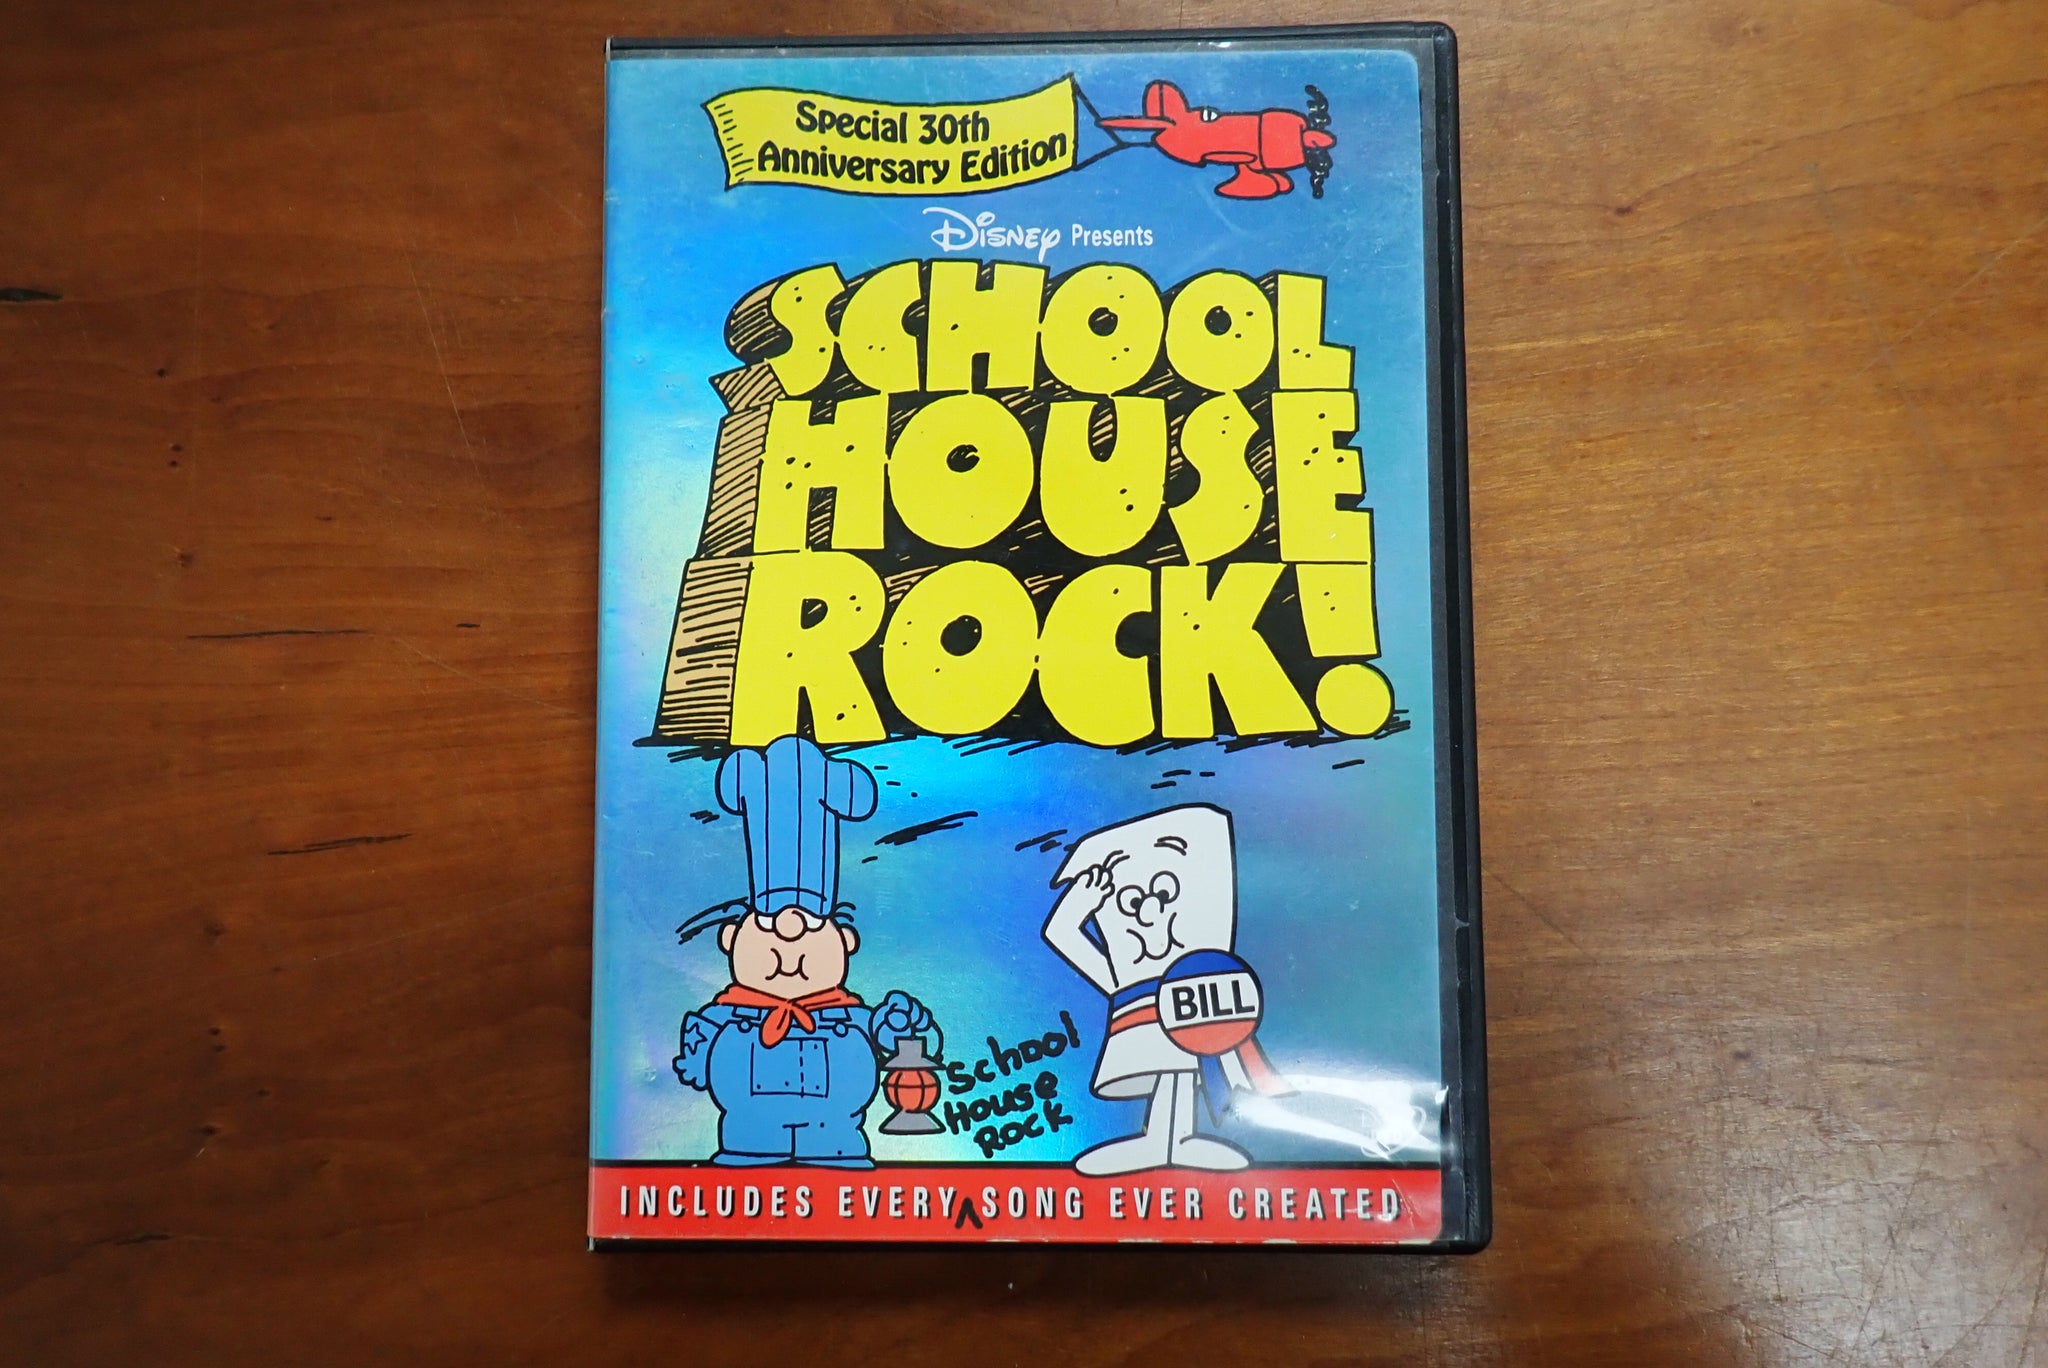 Special 30th
Anniversary Edition
Disney Presents
SCHOOL
HOUSE
ROCK!
BILL
School
House
Rock
INCLUDES EVERY^SONG EVER CREATED